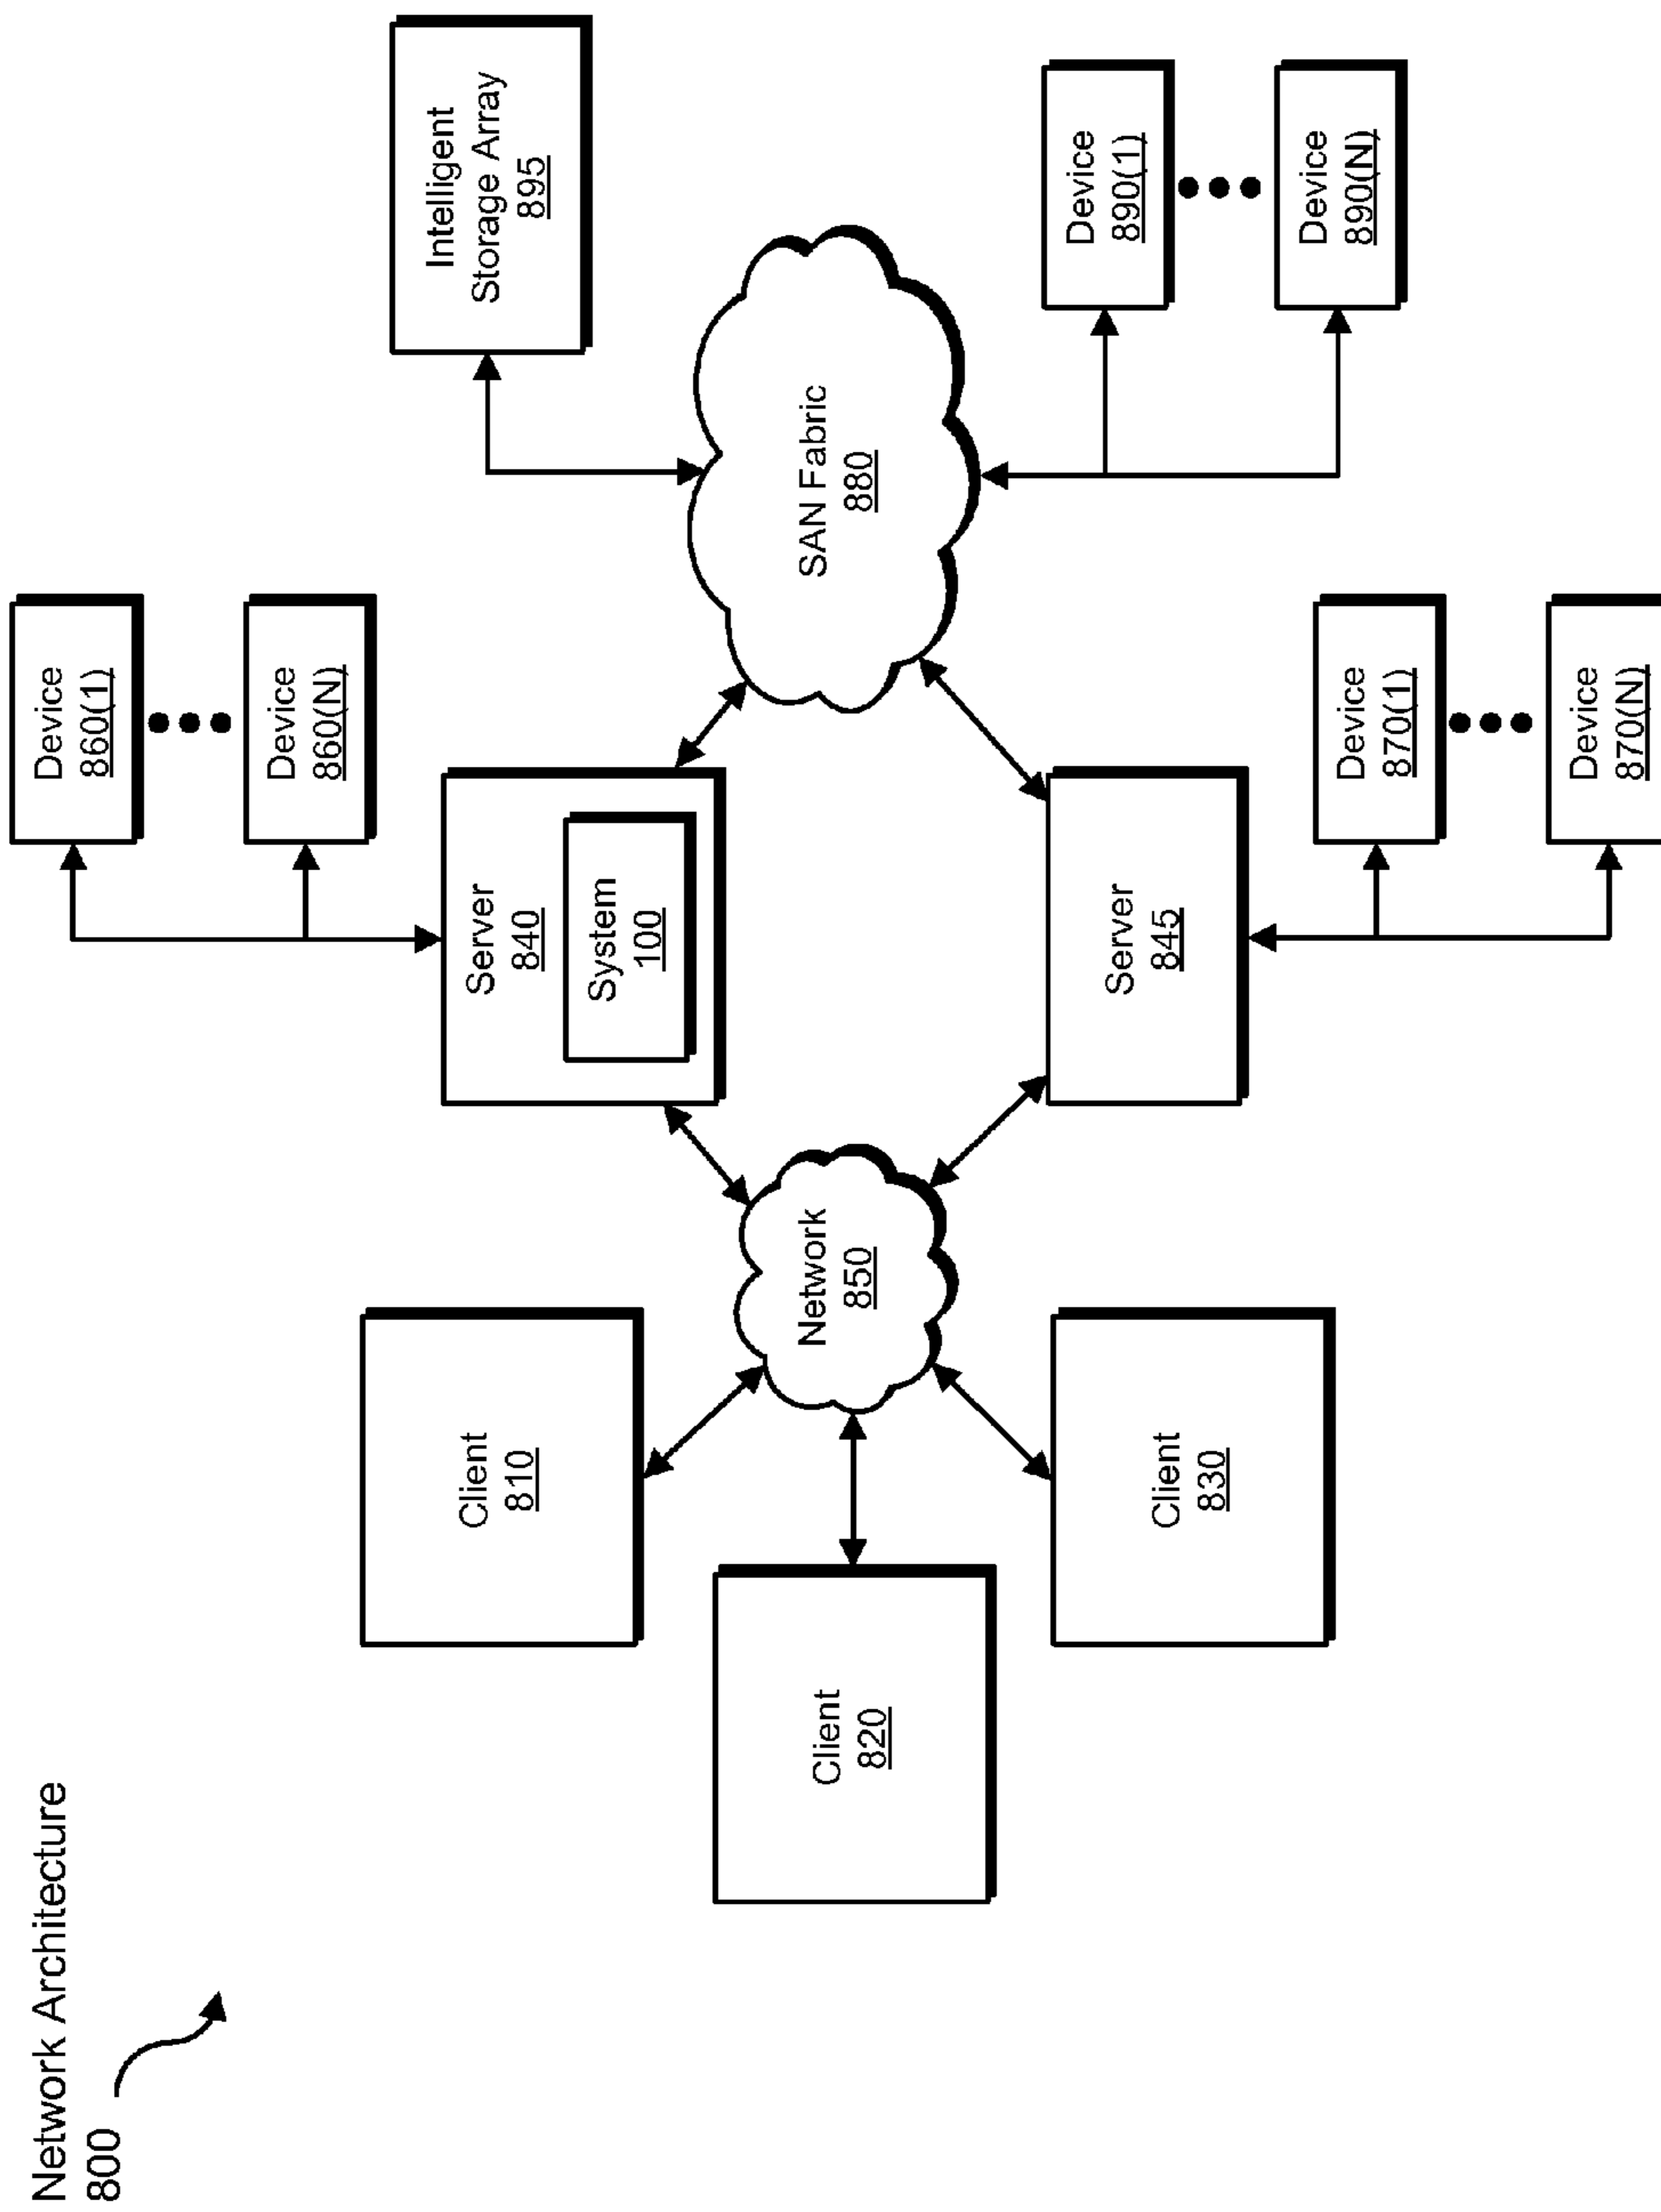 Network Architecture
800
Device
860(1)
Device
860(N)
Intelligent
Storage Array
895
Client
810
Server
840
System
100
Client
820
Network
850
SAN Fabric
880
Client
830
Server
845
Device
890(1)
Device
890(N)
Device
870(1)
Device
870(N)